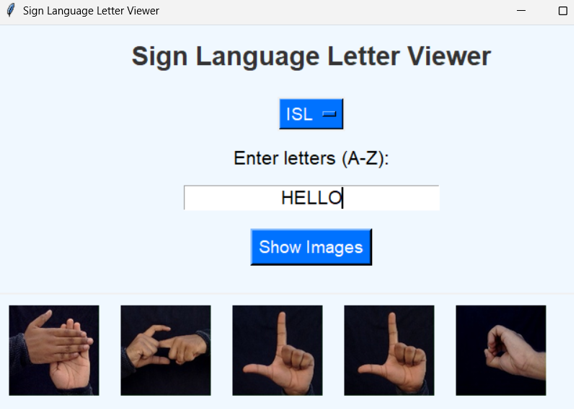 Sign Language Letter Viewer
Sign Language Letter Viewer
ISL
Enter letters (A-Z):
HELLO
Show Images